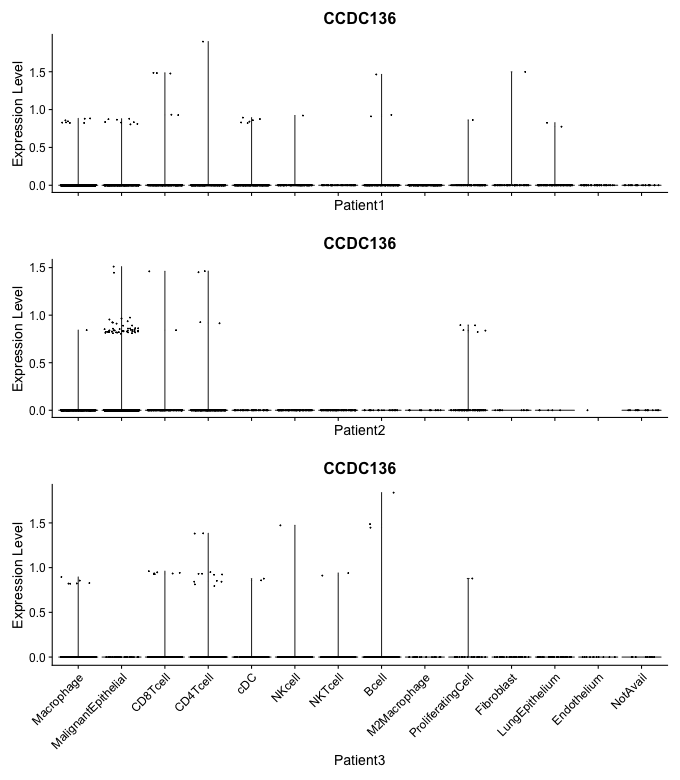 CCDC136
Expression Level
1.5
1.0
0.5
0.0
Patient1
CCDC136
Expression Level
1.5
1.0
0.5
0.0
Patient2
CCDC136
Expression Level
1.5
1.0
0.5
0.0
Macrophage
MalignantEpithelial
CD8Tcell
CD4Tcell
cDC
NKcell
NKTcell
Bcell
M2Macrophage
ProliferatingCell
Fibroblast
LungEpithelium
Endothelium
NotAvail
Patient3